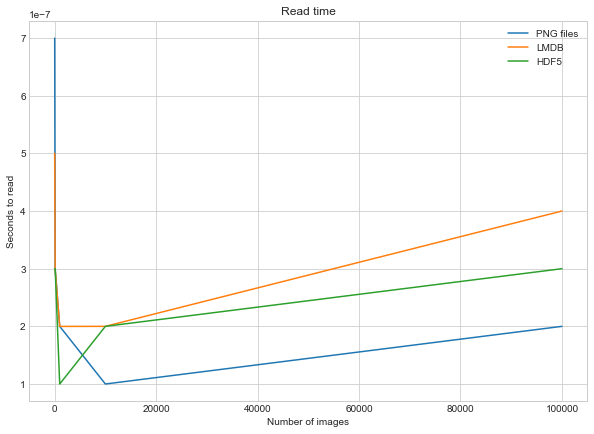 Read time
1e−7
PNG files
LMDB
HDF5
7
6
5
4
3
2
1
Seconds to read
0 20000 40000 60000 80000 100000
Number of images